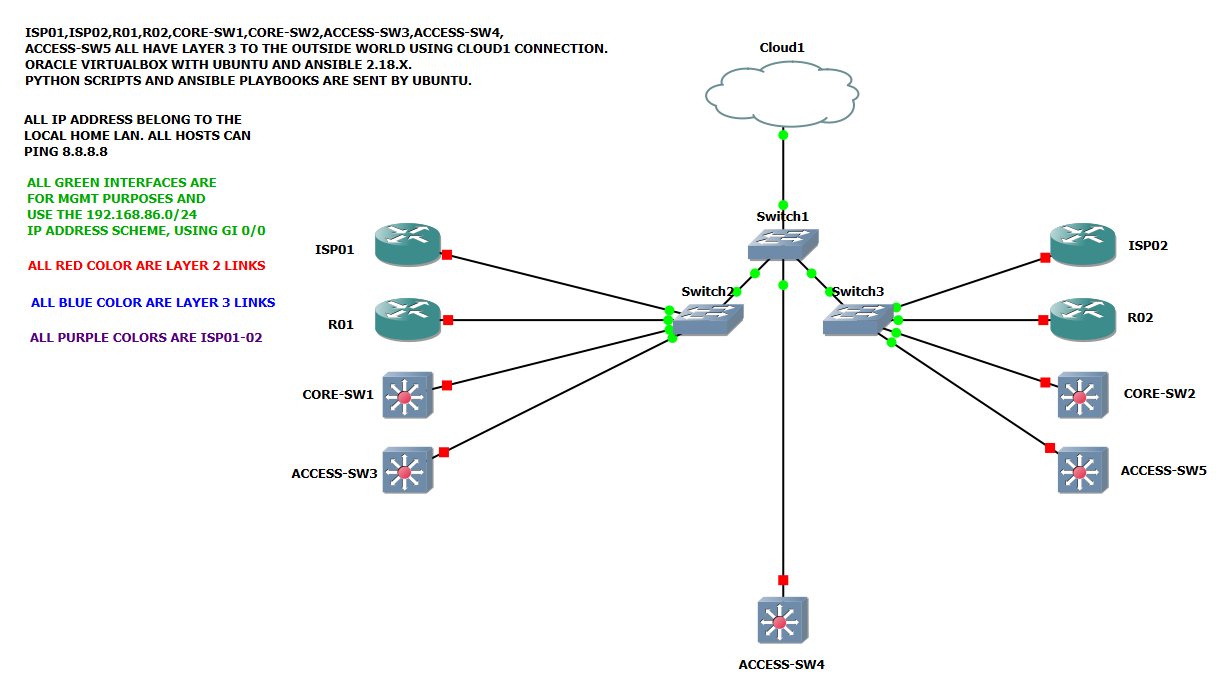 ISP01,ISP02,R01,R02,CORE-SW1,CORE-SW2,ACCESS-SW3,ACCESS-SW4,
ACCESS-SW5 ALL HAVE LAYER 3 TO THE OUTSIDE WORLD USING CLOUD1 CONNECTION.
ORACLE VIRTUALBOX WITH UBUNTU AND ANSIBLE 2.18.X.
PYTHON SCRIPTS AND ANSIBLE PLAYBOOKS ARE SENT BY UBUNTU.
ALL IP ADDRESS BELONG TO THE
LOCAL HOME LAN. ALL HOSTS CAN
PING 8.8.8.8
ALL GREEN INTERFACES ARE
FOR MGMT PURPOSES AND
USE THE 192.168.86.0/24
IP ADDRESS SCHEME, USING GI 0/0
ALL RED COLOR ARE LAYER 2 LINKS
ALL BLUE COLOR ARE LAYER 3 LINKS
ALL PURPLE COLORS ARE ISP01-02
Cloud1
Switch1
ISP01
ISP02
Switch2
Switch3
R01
R02
CORE-SW1
CORE-SW2
ACCESS-SW3
ACCESS-SW5
ACCESS-SW4